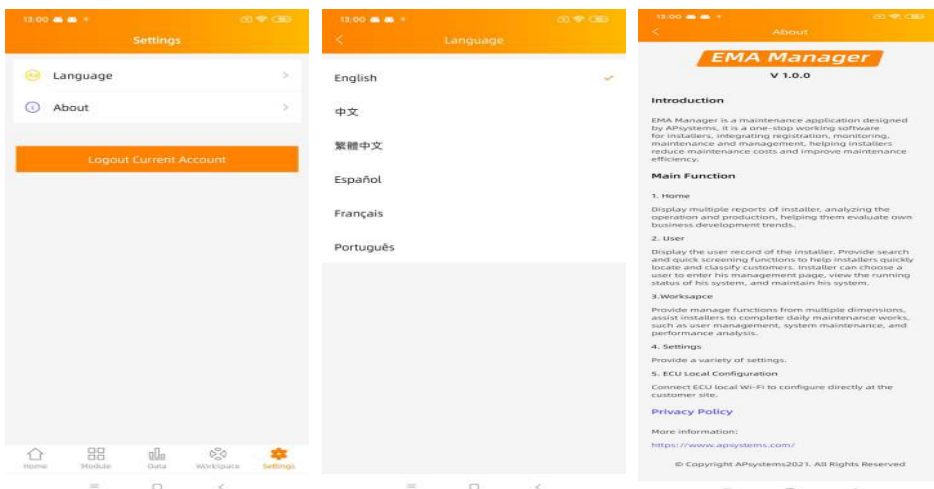 13:00
Settings
Language
About
Logout Current Account
Home
Module
Data
Workspace
Settings
13:00
Language
English
中文
繁體中文
Español
Français
Português
13:00
About
EMA Manager
V 1.0.0
Introduction
EMA Manager is a maintenance application designed
by APsystems, it is a one-stop working software
for installers, integrating registration, monitoring,
maintenance and management, helping installers
reduce maintenance costs and improve maintenance
efficiency.
Main Function
1. Home
Display multiple reports of installer, analyzing the
operation and production, helping them evaluate own
business development trends.
2. User
Display the user record of the installer. Provide search
and quick screening functions to help installers quickly
locate and classify customers. Installer can choose a
user to enter his management page, view the running
status of his system, and maintain his system.
3.Worksapce
Provide manage functions from multiple dimensions,
assist installers to complete daily maintenance works,
such as user management, system maintenance, and
performance analysis.
4. Settings
Provide a variety of settings.
5. ECU Local Configuration
Connect ECU local Wi-Fi to configure directly at the
customer site.
Privacy Policy
More information:
https://www.apsystems.com/
© Copyright APsystems2021. All Rights Reserved